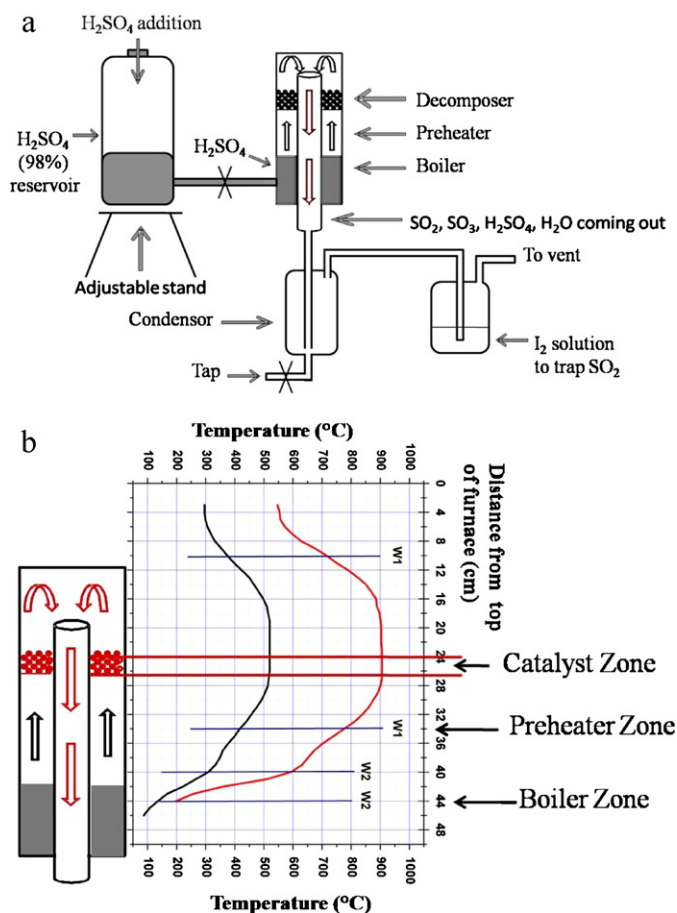 a
H₂SO₄ addition
H₂SO₄
(98%)
reservoir
H₂SO₄
Decomposer
Preheater
Boiler
SO₂, SO₃, H₂SO₄, H₂O coming out
Adjustable stand
To vent
Condensor
I₂ solution
to trap SO₂
Tap
b
Temperature (°C)
100 200 300 400 500 600 700 800 900 1000
Distance from top
of furnace (cm)
0
4
8
12
16
20
24
28
32
36
40
44
48
W1
W1
W2
W2
Catalyst Zone
Preheater Zone
Boiler Zone
100 200 300 400 500 600 700 800 900 1000
Temperature (°C)